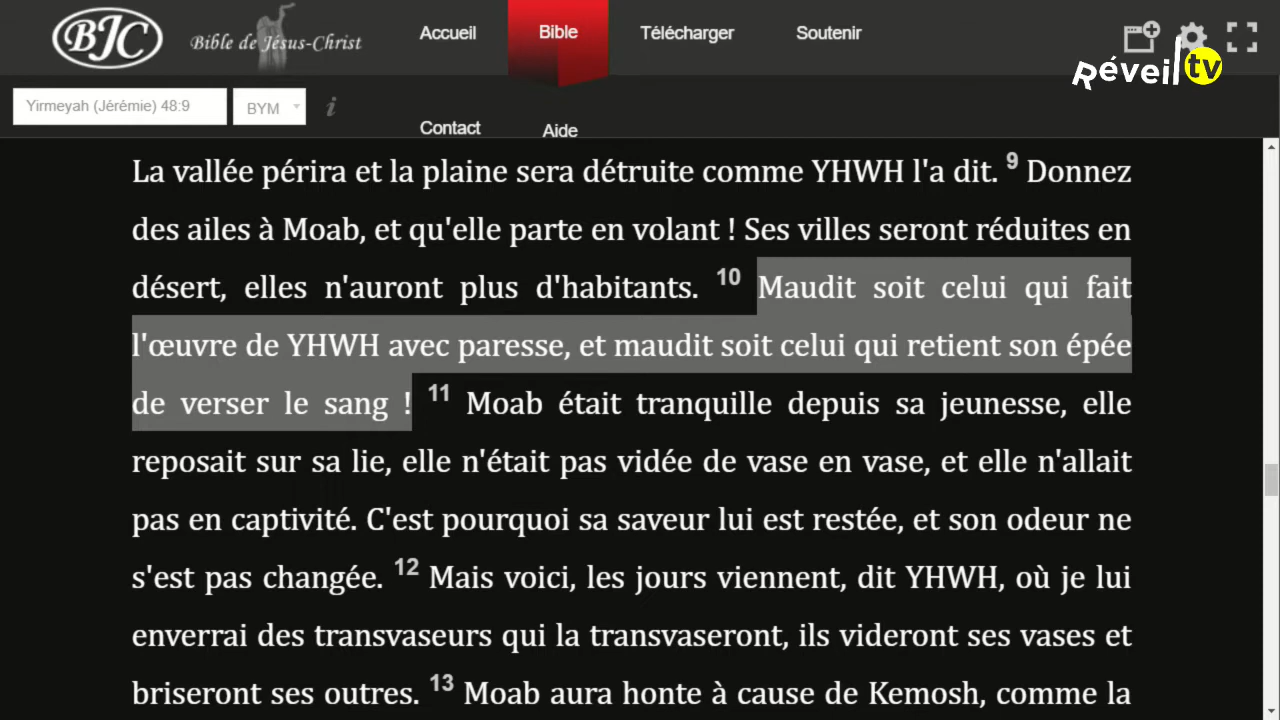 BJC
Bible de Jésus-Christ
Accueil
Bible
Télécharger
Soutenir
Réveil tv
Yirmeyah (Jérémie) 48:9
BYM
i
Contact
Aide
La vallée périra et la plaine sera détruite comme YHWH l'a dit. 9 Donnez
des ailes à Moab, et qu'elle parte en volant ! Ses villes seront réduites en
désert, elles n'auront plus d'habitants. 10 Maudit soit celui qui fait
l'œuvre de YHWH avec paresse, et maudit soit celui qui retient son épée
de verser le sang ! 11 Moab était tranquille depuis sa jeunesse, elle
reposait sur sa lie, elle n'était pas vidée de vase en vase, et elle n'allait
pas en captivité. C'est pourquoi sa saveur lui est restée, et son odeur ne
s'est pas changée. 12 Mais voici, les jours viennent, dit YHWH, où je lui
enverrai des transvaseurs qui la transvaseront, ils videront ses vases et
briseront ses outres. 13 Moab aura honte à cause de Kemosh, comme la